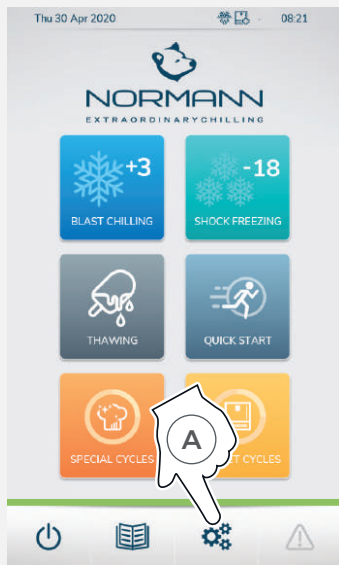 Thu 30 Apr 2020 08:21
NORMANN
EXTRAORDINARYCHILLING
+3
-18
BLAST CHILLING
SHOCK FREEZING
THAWING
QUICK START
A
SPECIAL CYCLES
CYCLES